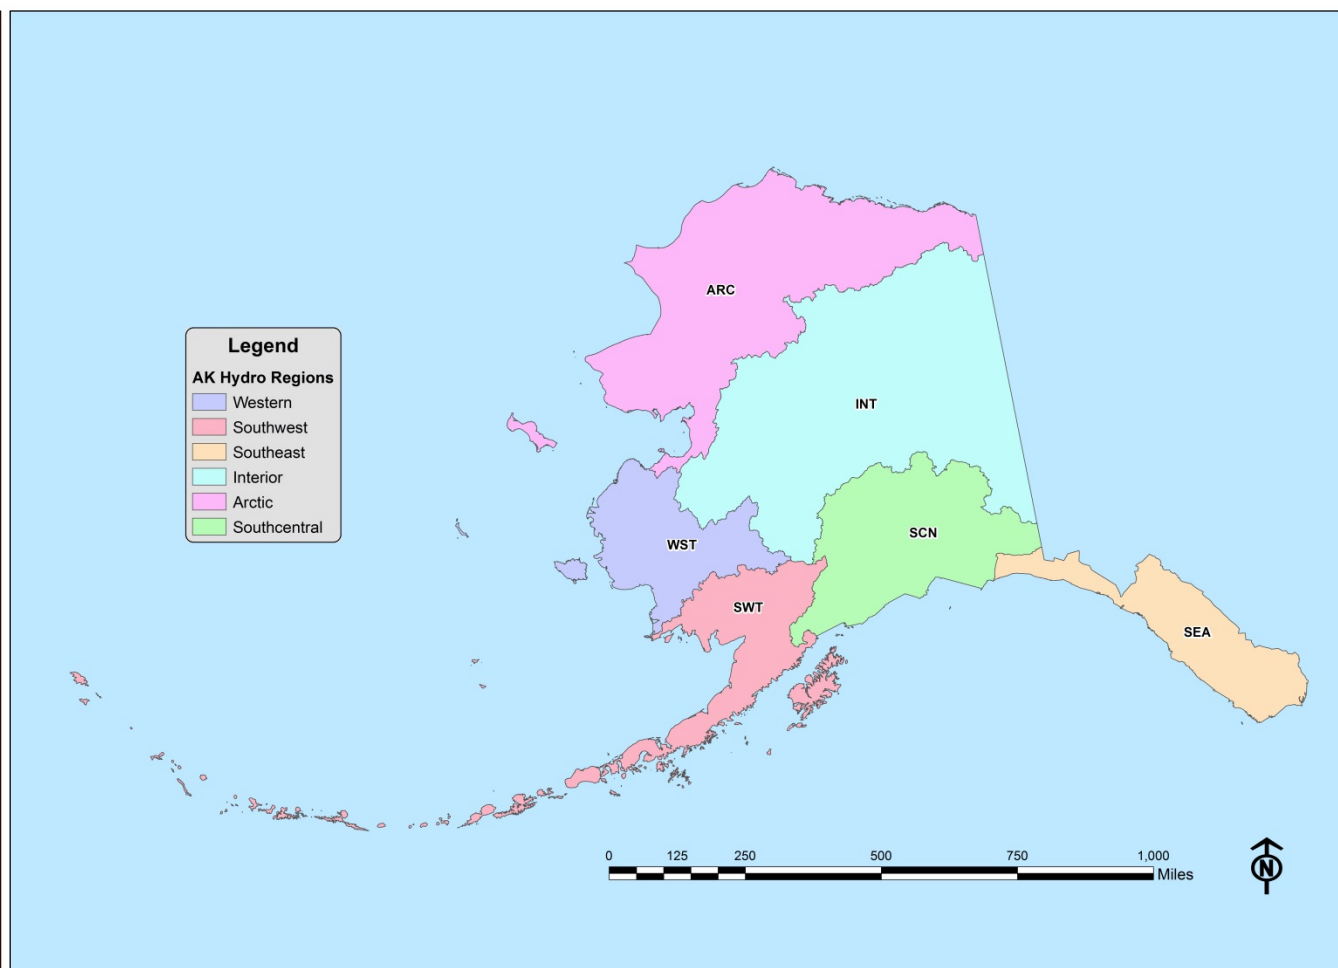 ARC
Legend
AK Hydro Regions
Western
Southwest
Southeast
Interior
Arctic
Southcentral
INT
SCN
WST
SWT
SEA
0 125 250 500 750 1,000
Miles
N